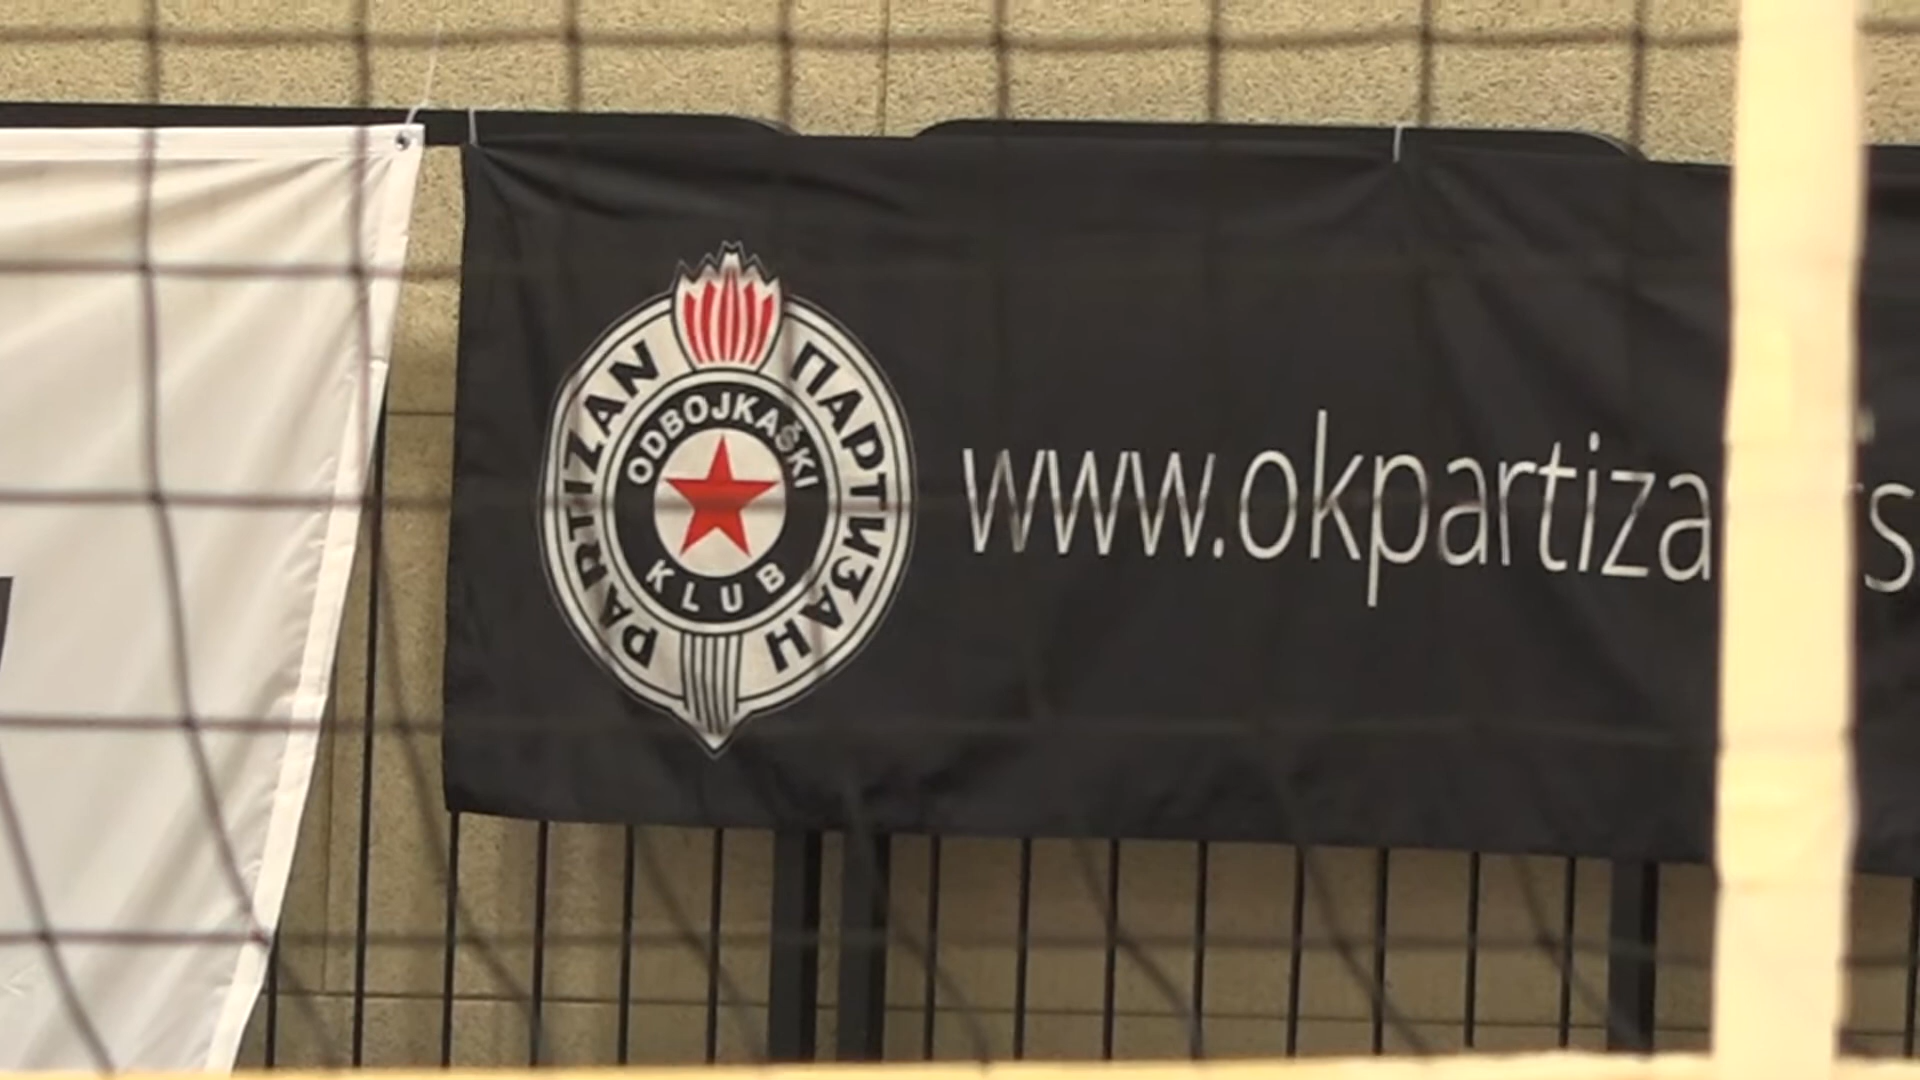 PARTIZAN
ПАРТИЗАН
ODBOJKAŠKI
KLUB
www.okpartiza